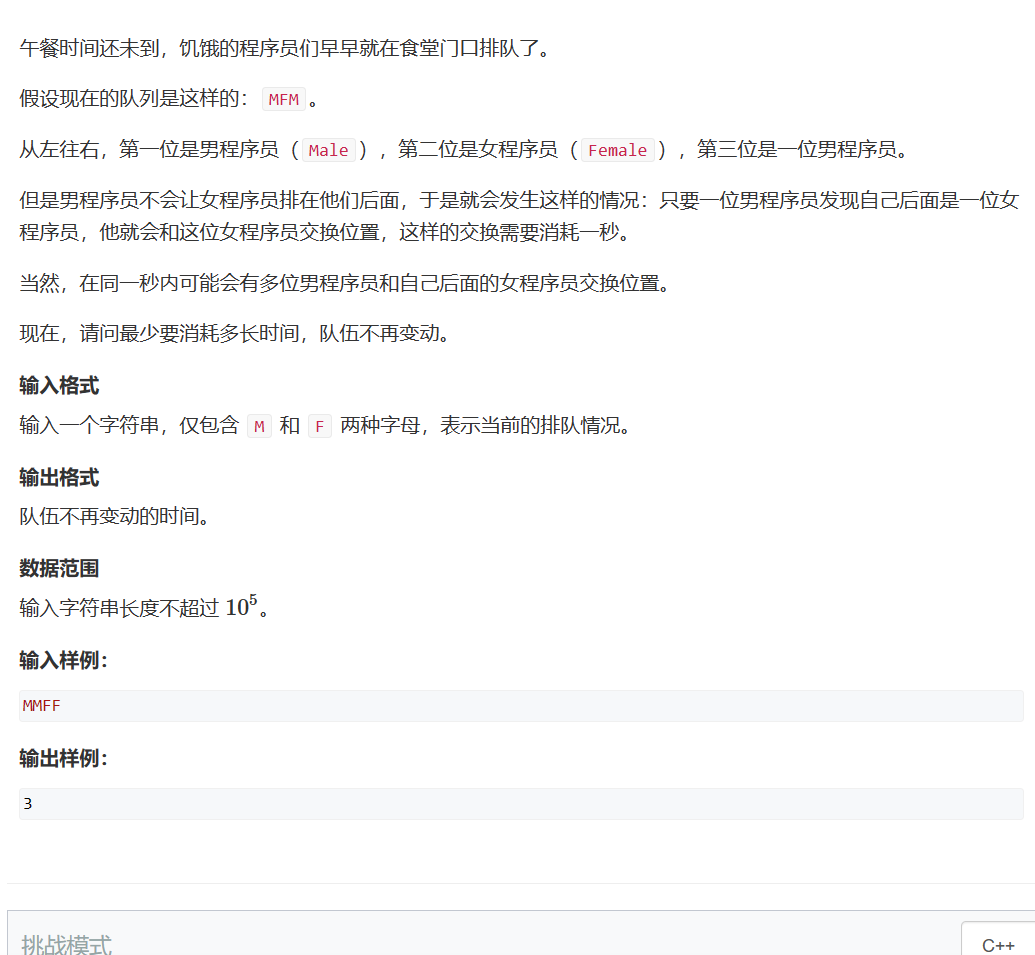 午餐时间还未到，饥饿的程序员们早早就在食堂门口排队了。
假设现在的队列是这样的： MFM 。
从左往右，第一位是男程序员（ Male ），第二位是女程序员（ Female ），第三位是一位男程序员。
但是男程序员不会让女程序员排在他们后面，于是就会发生这样的情况：只要一位男程序员发现自己后面是一位女
程序员，他就会和这位女程序员交换位置，这样的交换需要消耗一秒。
当然，在同一秒内可能会有多位男程序员和自己后面的女程序员交换位置。
现在，请问最少要消耗多长时间，队伍不再变动。
输入格式
输入一个字符串，仅包含 M 和 F 两种字母，表示当前的排队情况。
输出格式
队伍不再变动的时间。
数据范围
输入字符串长度不超过 10⁵。
输入样例：
MMFF
输出样例：
3
挑战模式
C++